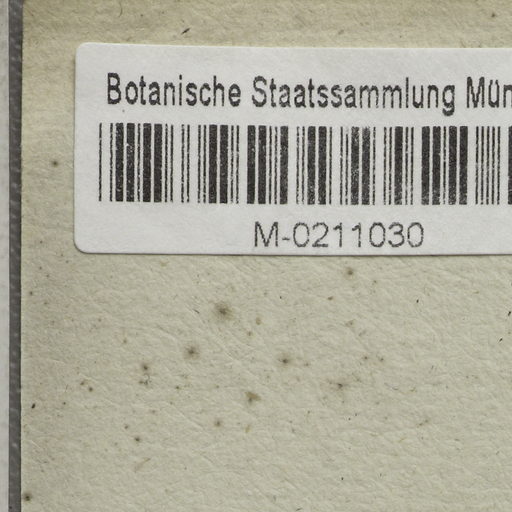 Botanische Staatssammlung Mün
M-0211030